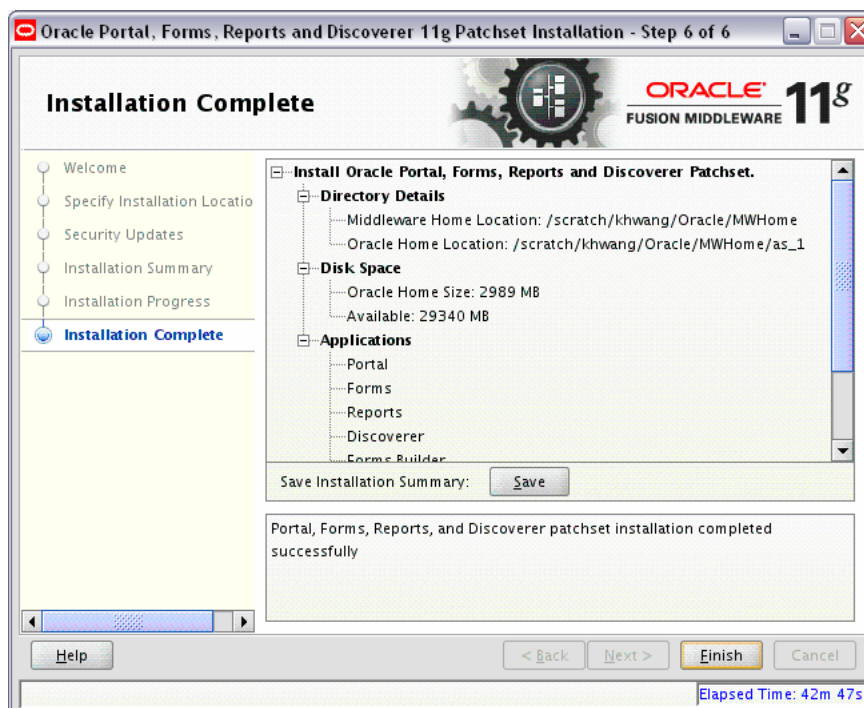 Oracle Portal, Forms, Reports and Discoverer 11g Patchset Installation - Step 6 of 6
Installation Complete
ORACLE
FUSION MIDDLEWARE
11g
Welcome
Specify Installation Locatio
Security Updates
Installation Summary
Installation Progress
Installation Complete
Install Oracle Portal, Forms, Reports and Discoverer Patchset.
Directory Details
Middleware Home Location: /scratch/khwang/Oracle/MWHome
Oracle Home Location: /scratch/khwang/Oracle/MWHome/as_1
Disk Space
Oracle Home Size: 2989 MB
Available: 29340 MB
Applications
Portal
Forms
Reports
Discoverer
Forms Builder
Save Installation Summary:
Save
Portal, Forms, Reports, and Discoverer patchset installation completed
successfully
Help
< Back
Next >
Finish
Cancel
Elapsed Time: 42m 47s